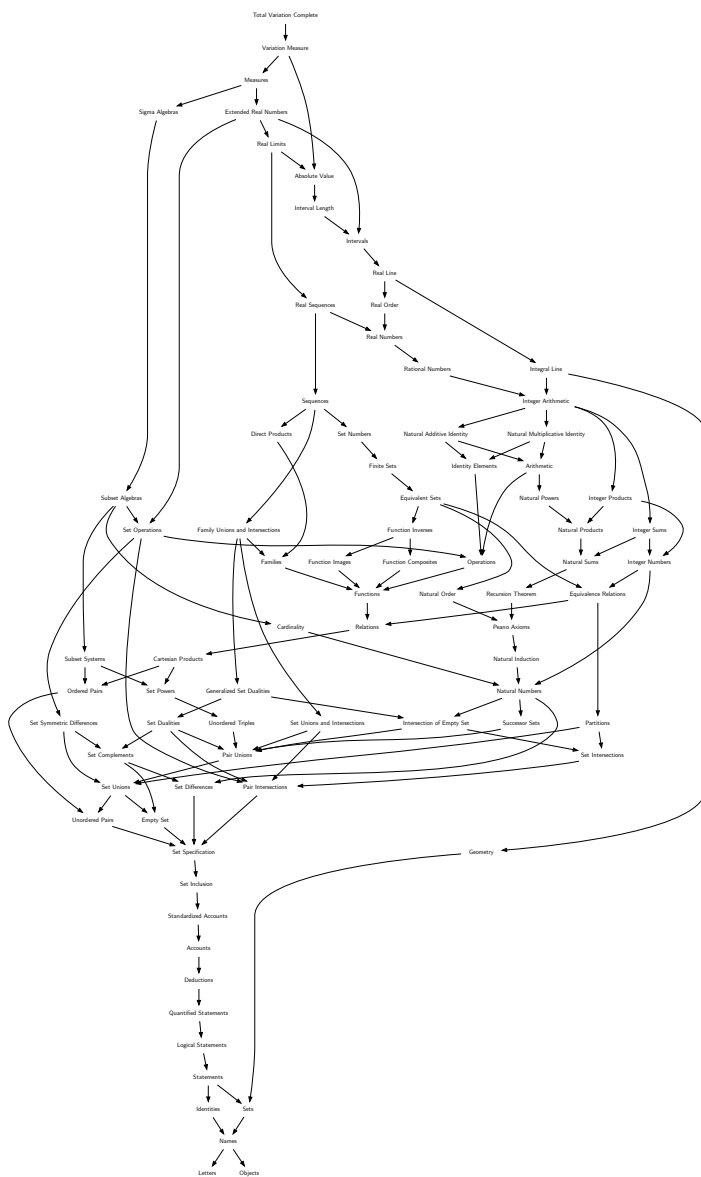 Total Variation Complete
Variation Measure
Measures
Sigma Algebras
Extended Real Numbers
Real Limits
Absolute Value
Interval Length
Intervals
Real Line
Real Sequences
Real Order
Real Numbers
Rational Numbers
Integral Line
Sequences
Integer Arithmetic
Direct Products
Set Numbers
Natural Additive Identity
Natural Multiplicative Identity
Finite Sets
Identity Elements
Arithmetic
Subset Algebras
Equivalent Sets
Natural Powers
Integer Products
Set Operations
Family Unions and Intersections
Function Inverses
Natural Products
Integer Sums
Families
Function Images
Function Composites
Operations
Natural Sums
Integer Numbers
Functions
Natural Order
Recursion Theorem
Equivalence Relations
Cardinality
Relations
Peano Axioms
Subset Systems
Cartesian Products
Natural Induction
Ordered Pairs
Set Powers
Generalized Set Dualities
Natural Numbers
Set Symmetric Differences
Set Dualities
Unordered Triples
Set Unions and Intersections
Intersection of Empty Set
Successor Sets
Partitions
Set Complements
Pair Unions
Set Intersections
Set Unions
Set Differences
Pair Intersections
Unordered Pairs
Empty Set
Set Specification
Geometry
Set Inclusion
Standardized Accounts
Accounts
Deductions
Quantified Statements
Logical Statements
Statements
Identities
Sets
Names
Letters
Objects